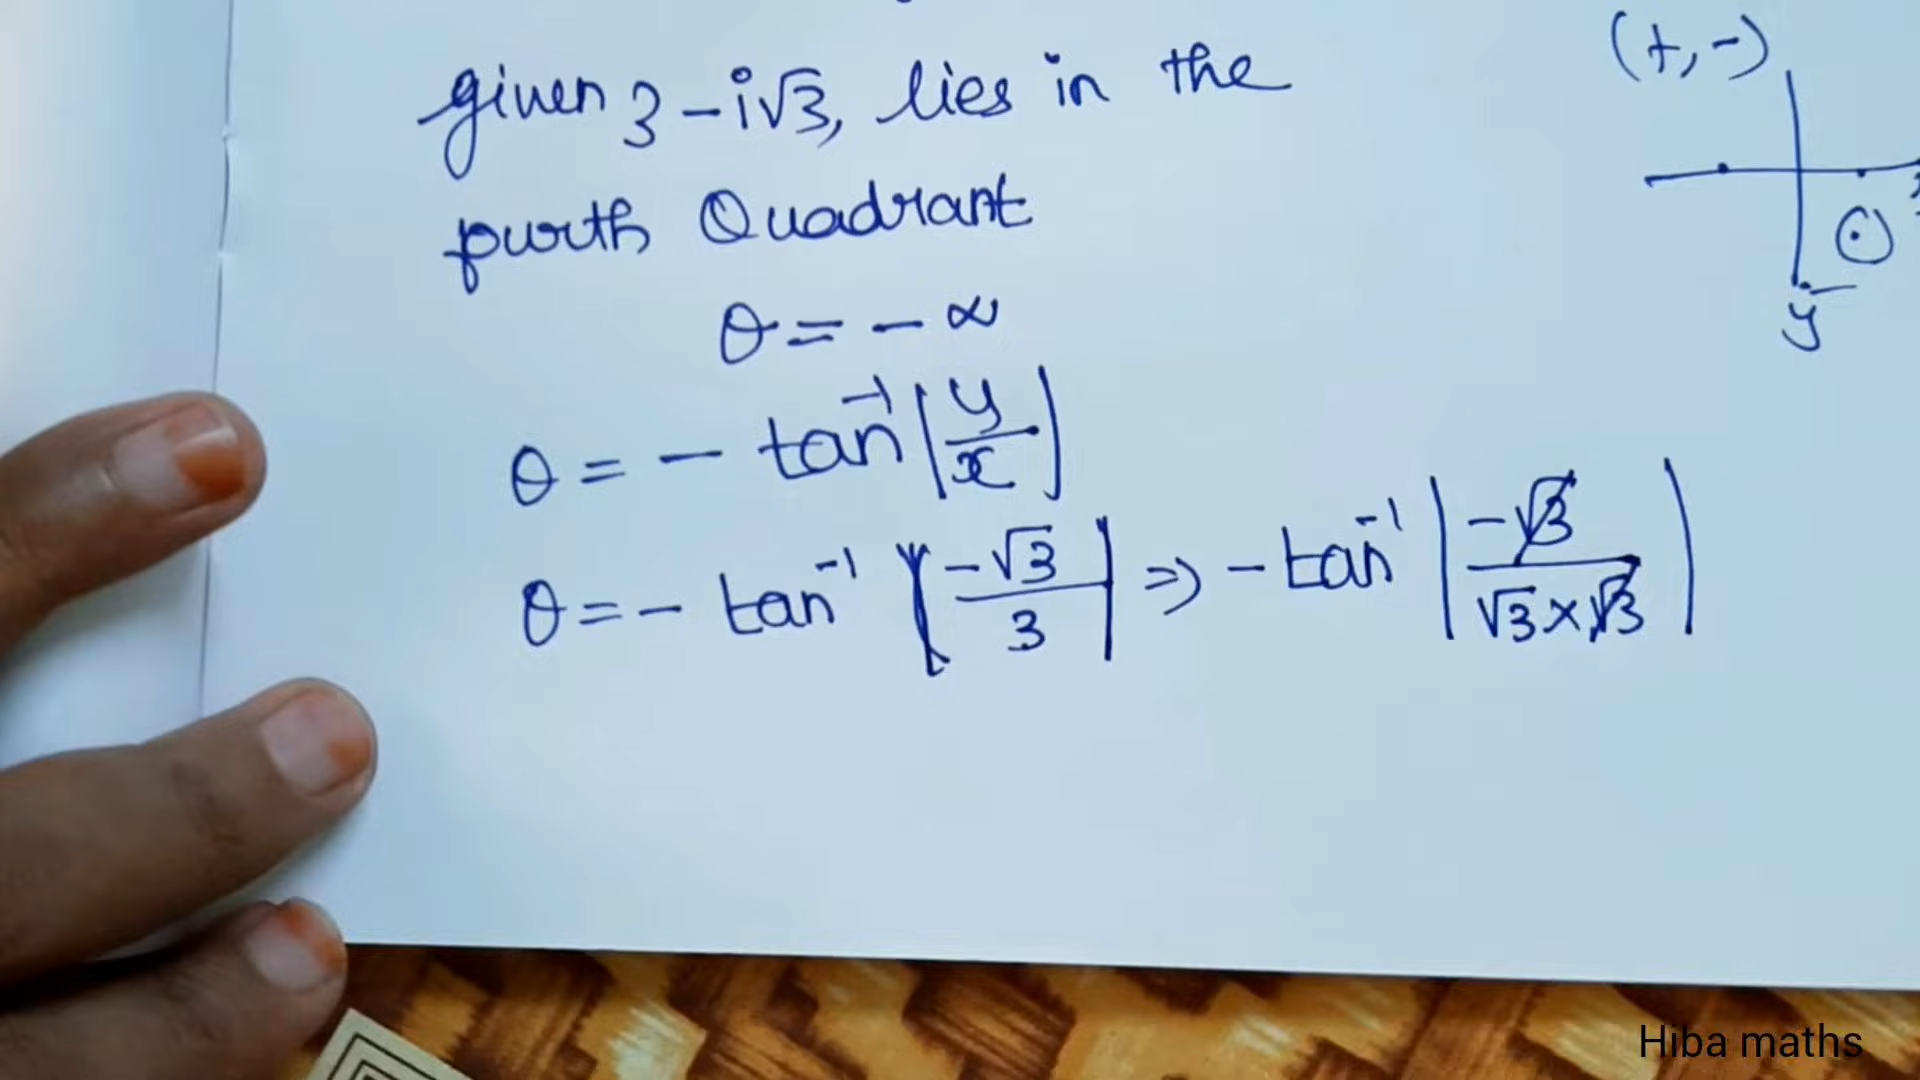 given 3 - i√3, lies in the
(+, -)
fourth Quadrant
y
θ = - α
θ = - tan⁻¹ |y/x|
θ = - tan⁻¹ |-√3/3| ⇒ - tan⁻¹ |-√3/√3×√3|
Hiba maths